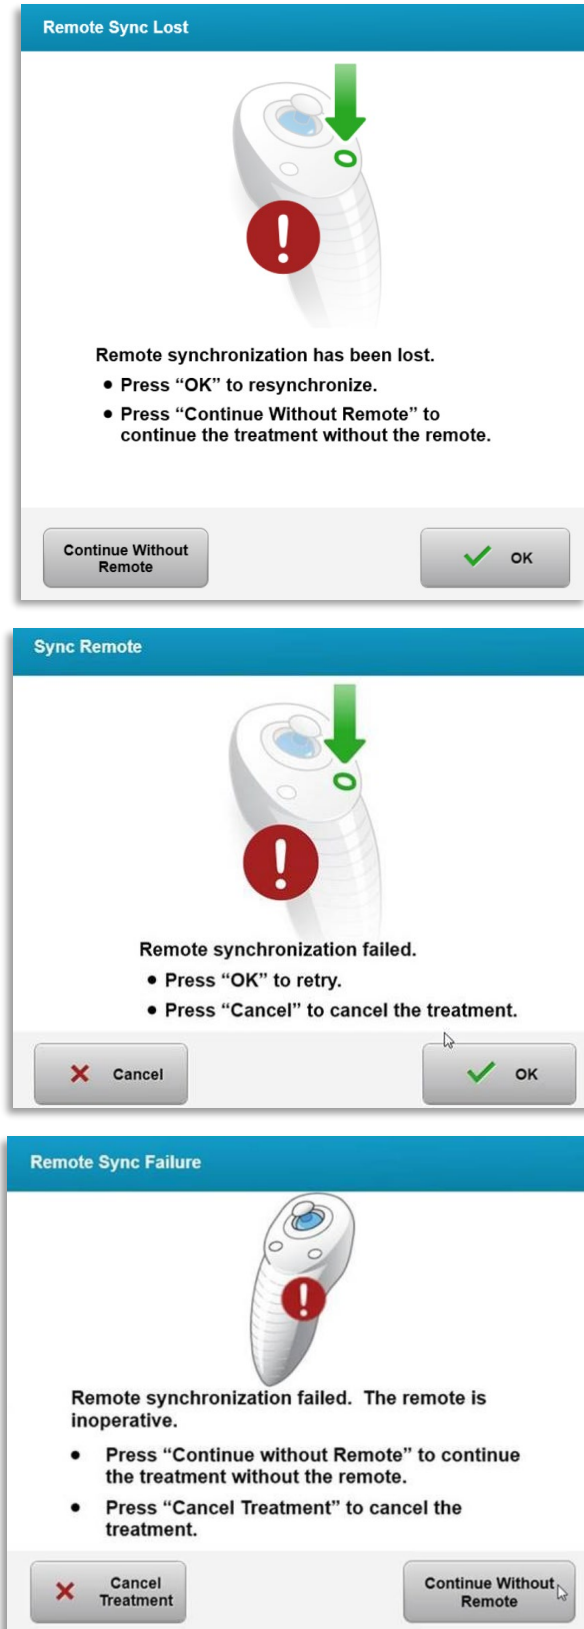 Remote Sync Lost
Remote synchronization has been lost.
● Press “OK” to resynchronize.
● Press “Continue Without Remote” to
continue the treatment without the remote.
Continue Without
Remote
OK
Sync Remote
Remote synchronization failed.
● Press “OK” to retry.
● Press “Cancel” to cancel the treatment.
Cancel
OK
Remote Sync Failure
Remote synchronization failed.  The remote is
inoperative.
● Press “Continue without Remote” to continue
the treatment without the remote.
● Press “Cancel Treatment” to cancel the
treatment.
Cancel
Treatment
Continue Without
Remote